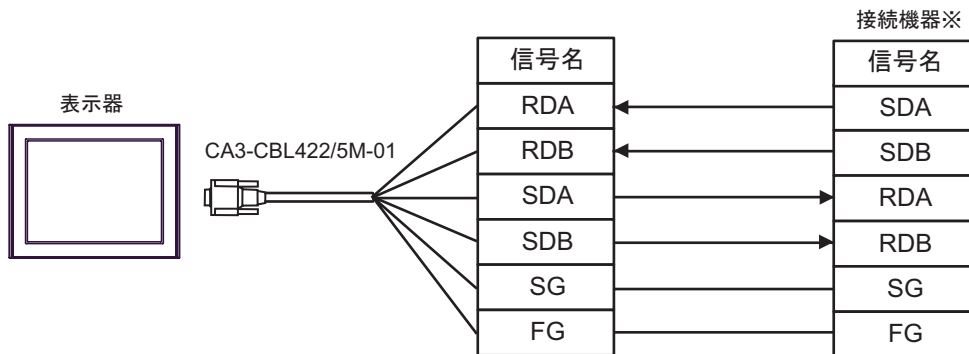 接続機器※
信号名
信号名
表示器
RDA
SDA
CA3-CBL422/5M-01
RDB
SDB
SDA
RDA
SDB
RDB
SG
SG
FG
FG